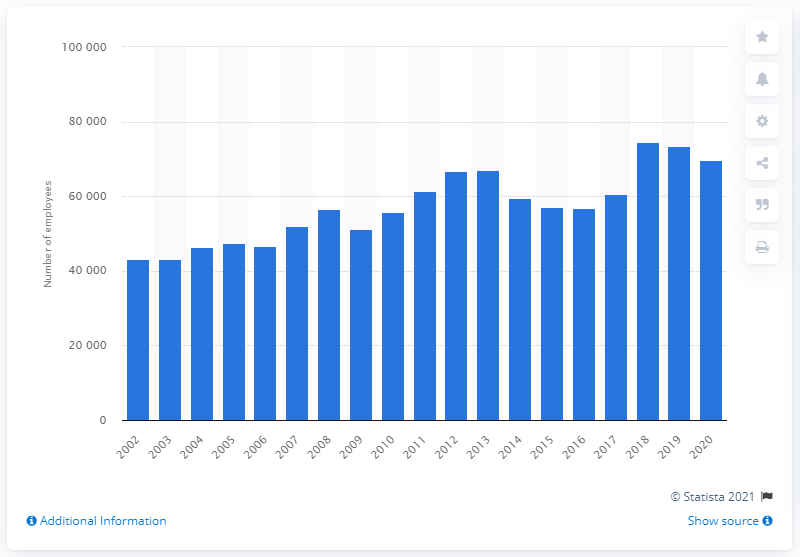 100 000
80 000
60 000
40 000
20 000
0
Number of employees
2002 2003 2004 2005 2006 2007 2008 2009 2010 2011 2012 2013 2014 2015 2016 2017 2018 2019 2020
© Statista 2021
Additional Information
Show source